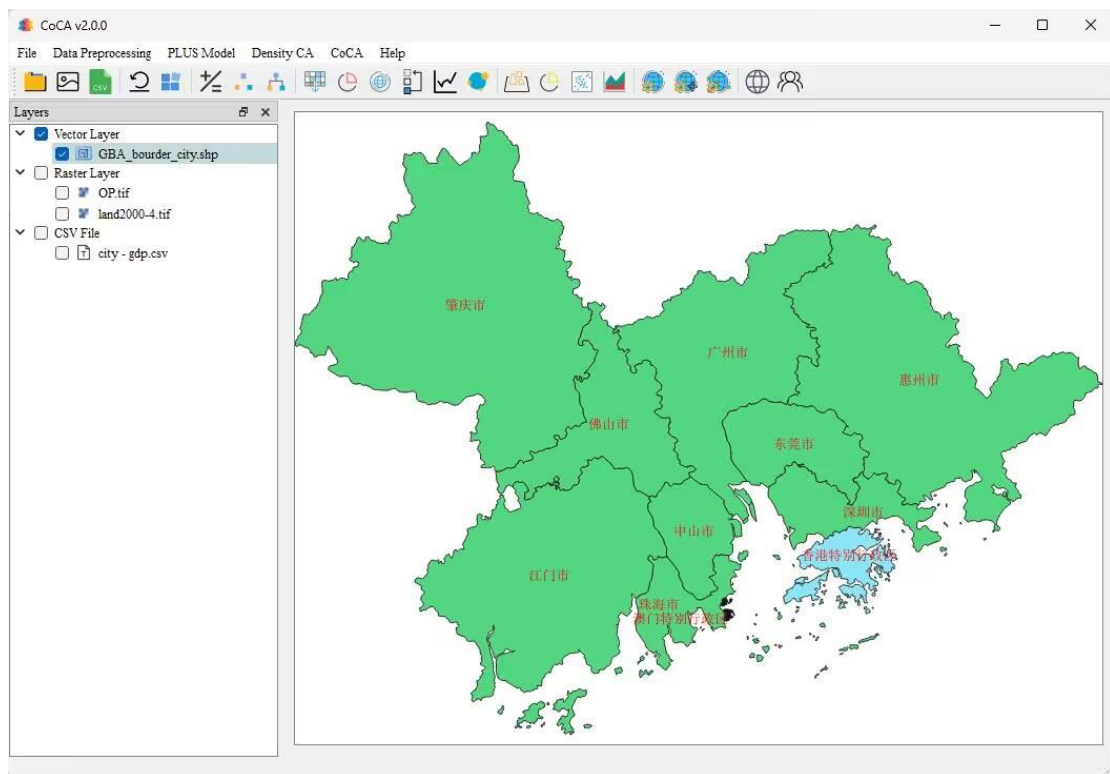 CoCA v2.0.0
File Data Preprocessing PLUS Model Density CA CoCA Help
CSV
Layers
Vector Layer
GBA_bourder_city.shp
Raster Layer
OP.tif
land2000-4.tif
CSV File
city - gdp.csv
肇庆市
广州市
惠州市
佛山市
东莞市
深圳市
中山市
香港特别行政区
江门市
珠海市
澳门特别行政区